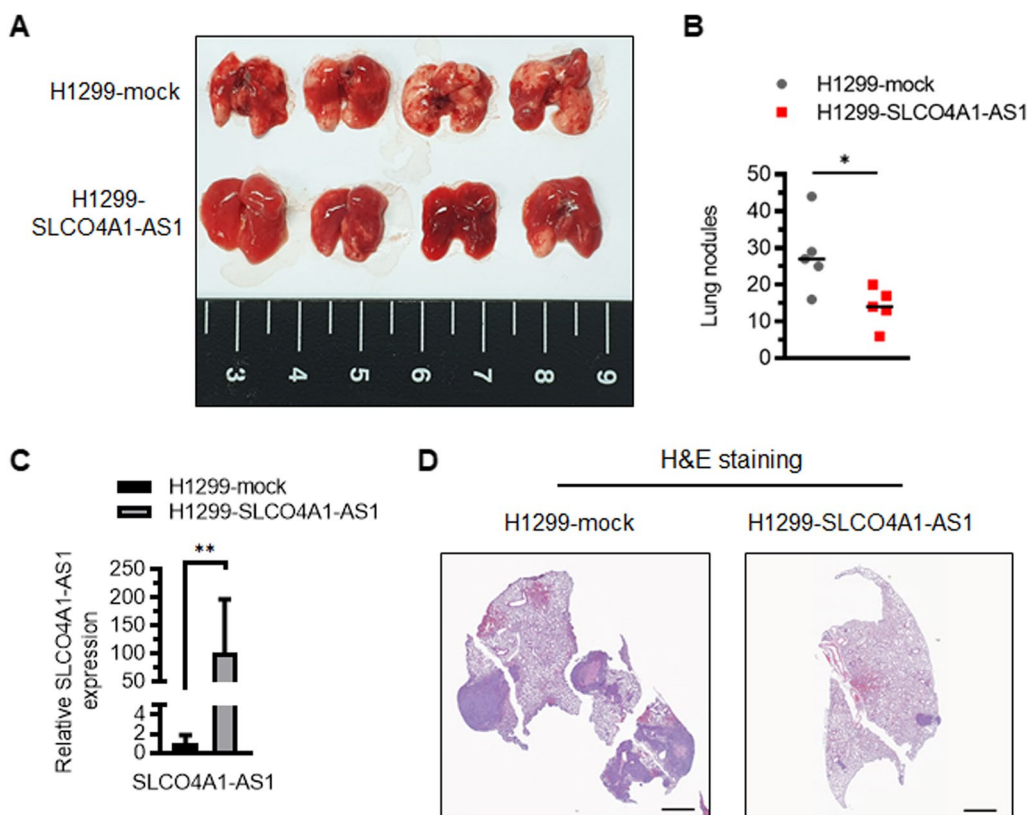 A
H1299-mock
H1299-
SLCO4A1-AS1
3 4 5 6 7 8 9
B
H1299-mock
H1299-SLCO4A1-AS1
*
50
40
30
20
10
0
Lung nodules
C
H1299-mock
H1299-SLCO4A1-AS1
**
250
200
150
100
50
4
2
0
Relative SLCO4A1-AS1
expression
SLCO4A1-AS1
D
H&E staining
H1299-mock
H1299-SLCO4A1-AS1